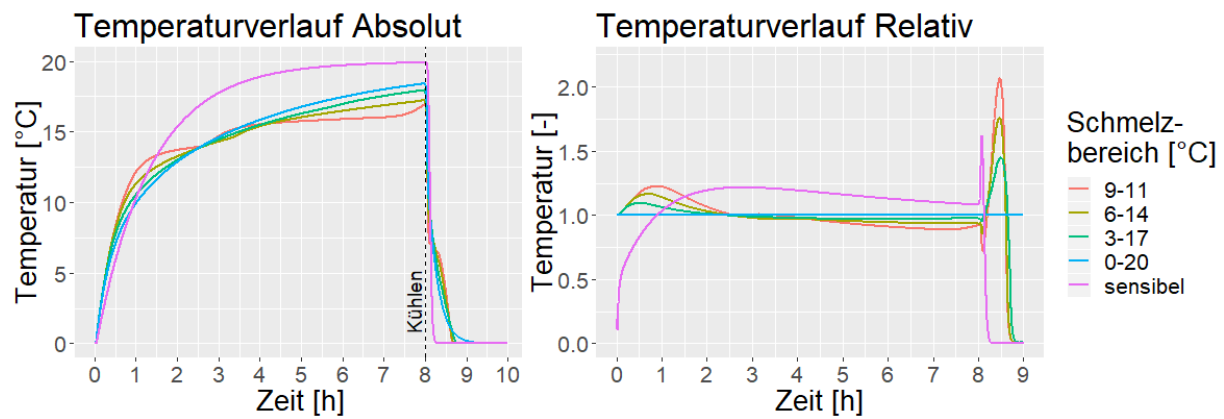 Temperaturverlauf Absolut
Temperatur [°C]
20
15
10
5
0
Kühlen
0 1 2 3 4 5 6 7 8 9 10
Zeit [h]
Temperaturverlauf Relativ
Temperatur [-]
2.0
1.5
1.0
0.5
0.0
0 1 2 3 4 5 6 7 8 9
Zeit [h]
Schmelz-
bereich [°C]
9-11
6-14
3-17
0-20
sensibel